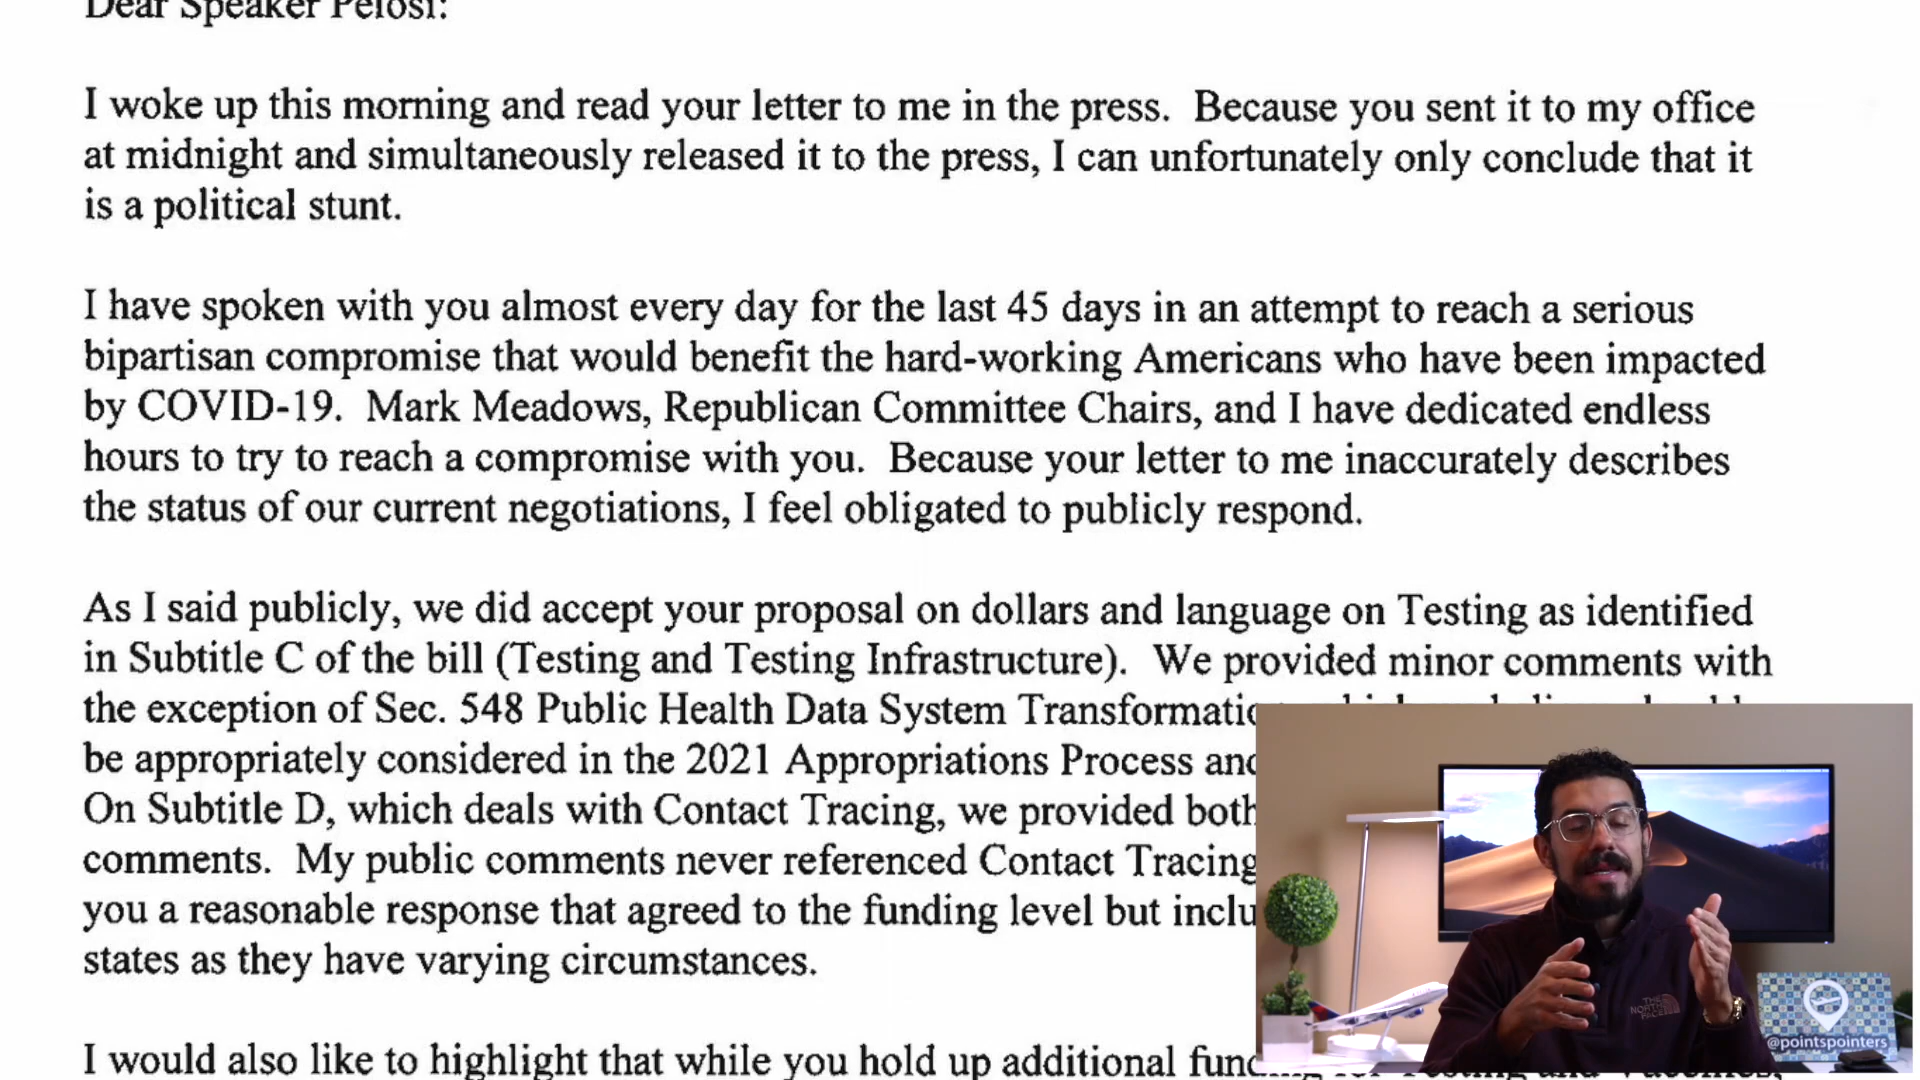 Dear Speaker Pelosi:
I woke up this morning and read your letter to me in the press. Because you sent it to my office
at midnight and simultaneously released it to the press, I can unfortunately only conclude that it
is a political stunt.
I have spoken with you almost every day for the last 45 days in an attempt to reach a serious
bipartisan compromise that would benefit the hard-working Americans who have been impacted
by COVID-19. Mark Meadows, Republican Committee Chairs, and I have dedicated endless
hours to try to reach a compromise with you. Because your letter to me inaccurately describes
the status of our current negotiations, I feel obligated to publicly respond.
As I said publicly, we did accept your proposal on dollars and language on Testing as identified
in Subtitle C of the bill (Testing and Testing Infrastructure). We provided minor comments with
the exception of Sec. 548 Public Health Data System
be appropriately considered in the 2021 Appropriations Process
On Subtitle D, which deals with Contact Tracing, we provided both
comments. My public comments never referenced Contact Tracing
you a reasonable response that agreed to the funding level but
states as they have varying circumstances.
I would also like to highlight that while you hold up additional
THE
NORTH
FACE
@pointspointers